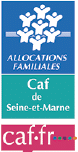 ALLOCATIONS
FAMILIALES
Caf
de
Seine-et-Marne
caf.fr